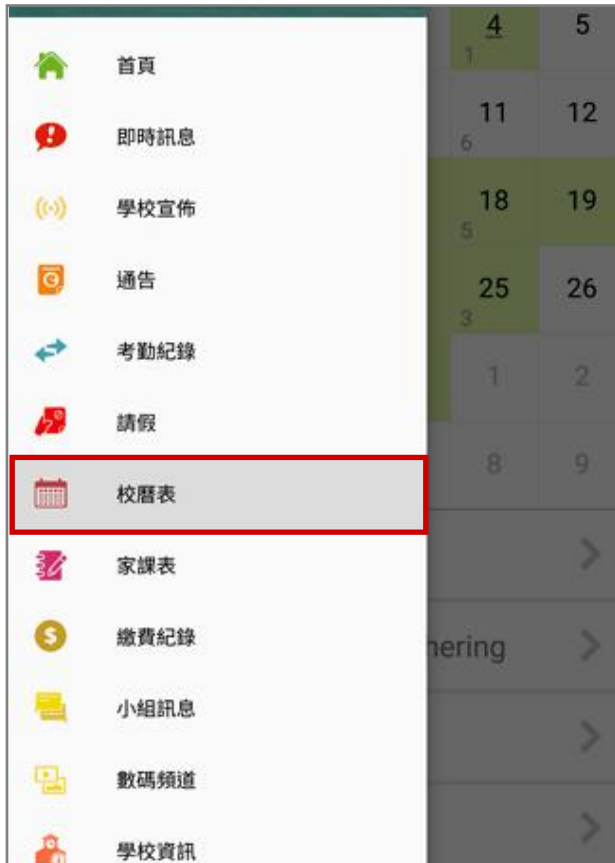 首頁
即時訊息
學校宣佈
通告
考勤紀錄
請假
校曆表
家課表
繳費紀錄
小組訊息
數碼頻道
學校資訊
4 5
1
11 12
6
18 19
5
25 26
3
1 2
8 9
nering